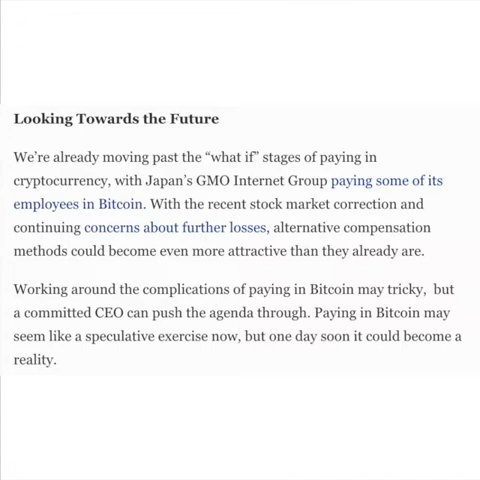 Looking Towards the Future
We’re already moving past the “what if” stages of paying in
cryptocurrency, with Japan’s GMO Internet Group paying some of its
employees in Bitcoin. With the recent stock market correction and
continuing concerns about further losses, alternative compensation
methods could become even more attractive than they already are.
Working around the complications of paying in Bitcoin may tricky, but
a committed CEO can push the agenda through. Paying in Bitcoin may
seem like a speculative exercise now, but one day soon it could become a
reality.